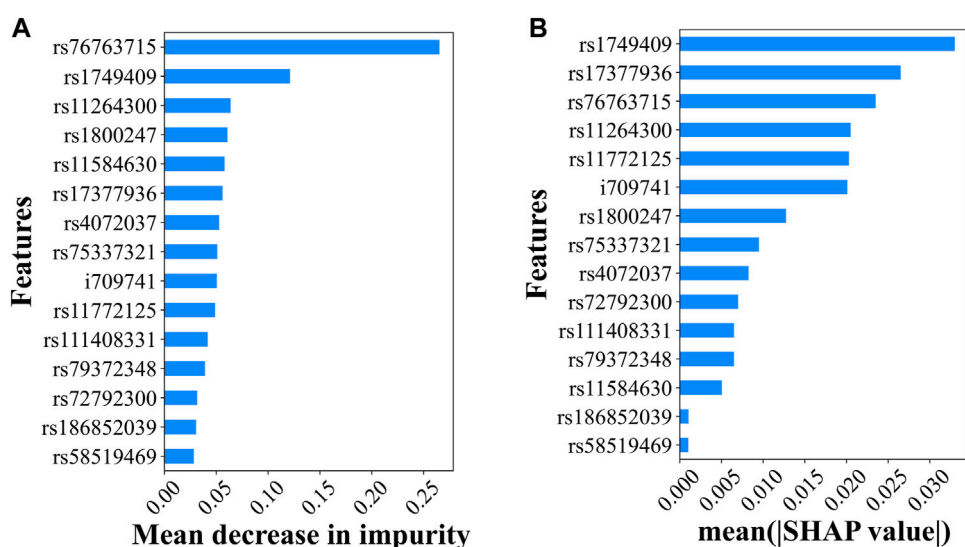 A
rs76763715
rs1749409
rs11264300
rs1800247
rs11584630
rs17377936
rs4072037
rs75337321
i709741
rs11772125
rs111408331
rs79372348
rs72792300
rs186852039
rs58519469
Features
0.00 0.05 0.10 0.15 0.20 0.25
Mean decrease in impurity
B
rs1749409
rs17377936
rs76763715
rs11264300
rs11772125
i709741
rs1800247
rs75337321
rs4072037
rs72792300
rs111408331
rs79372348
rs11584630
rs186852039
rs58519469
Features
0.000 0.005 0.010 0.015 0.020 0.025 0.030
mean(|SHAP value|)